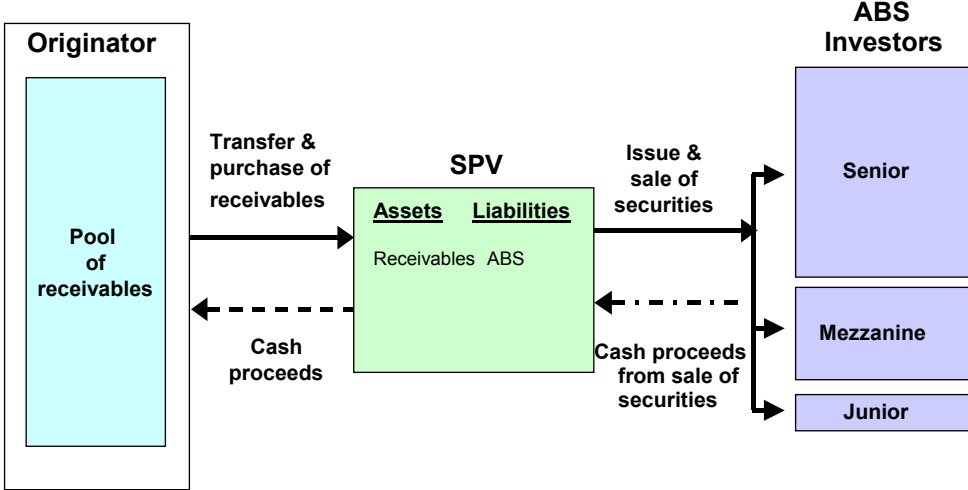 Originator
Pool
of
receivables
Transfer &
purchase of
receivables
Cash
proceeds
SPV
Assets Liabilities
Receivables ABS
Issue &
sale of
securities
Cash proceeds
from sale of
securities
ABS
Investors
Senior
Mezzanine
Junior